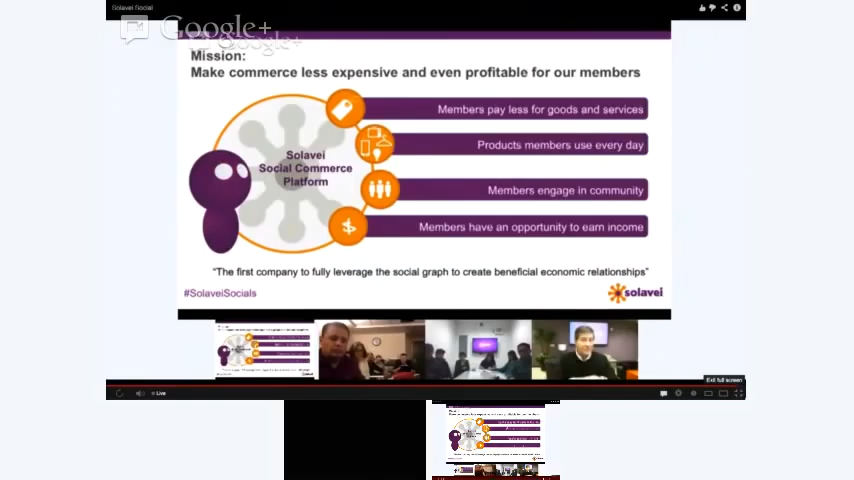 Solavei Social
Google+
Google+
Mission:
Make commerce less expensive and even profitable for our members
Members pay less for goods and services
Products members use every day
Solavei
Social Commerce
Platform
Members engage in community
Members have an opportunity to earn income
"The first company to fully leverage the social graph to create beneficial economic relationships"
#SolaveiSocials
solavei
Exit full screen
Live
Mission: